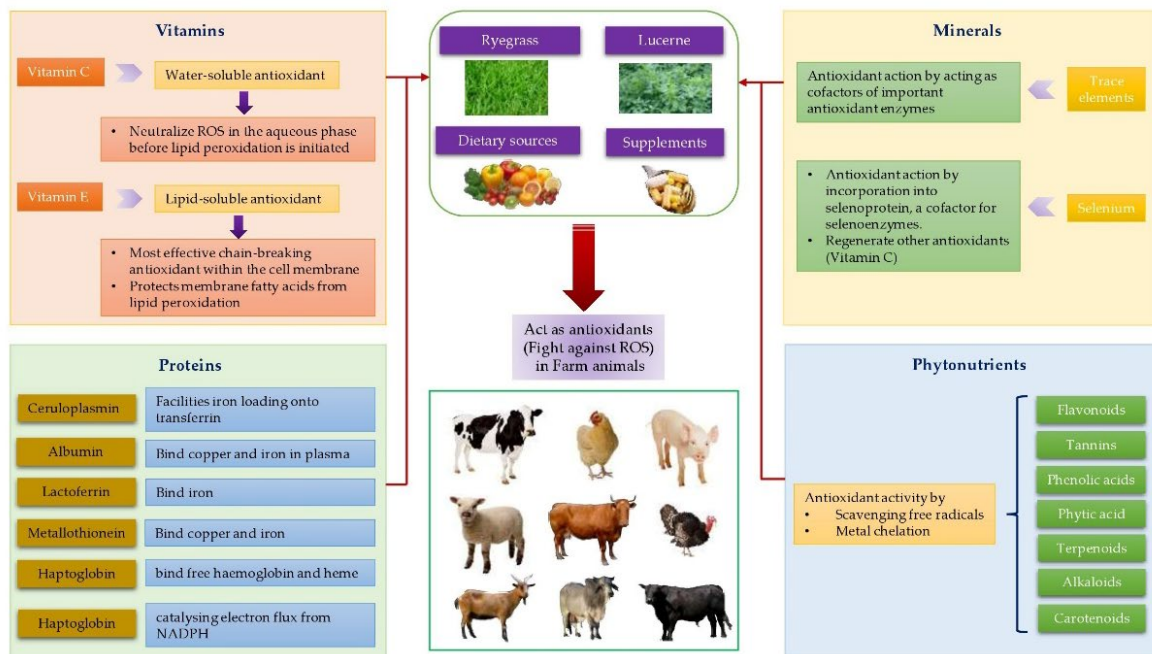 Vitamins
Vitamin C
Water-soluble antioxidant
• Neutralize ROS in the aqueous phase
before lipid peroxidation is initiated
Vitamin E
Lipid-soluble antioxidant
• Most effective chain-breaking
antioxidant within the cell membrane
• Protects membrane fatty acids from
lipid peroxidation
Ryegrass
Lucerne
Dietary sources
Supplements
Minerals
Antioxidant action by acting as
cofactors of important
antioxidant enzymes
Trace
elements
• Antioxidant action by
incorporation into
selenoprotein, a cofactor for
selenoenzymes.
• Regenerate other antioxidants
(Vitamin C)
Selenium
Act as antioxidants
(Fight against ROS)
in Farm animals
Proteins
Ceruloplasmin
Facilities iron loading onto
transferrin
Albumin
Bind copper and iron in plasma
Lactoferrin
Bind iron
Metallothionein
Bind copper and iron
Haptoglobin
bind free haemoglobin and heme
Haptoglobin
catalysing electron flux from
NADPH
Phytonutrients
Antioxidant activity by
• Scavenging free radicals
• Metal chelation
Flavonoids
Tannins
Phenolic acids
Phytic acid
Terpenoids
Alkaloids
Carotenoids